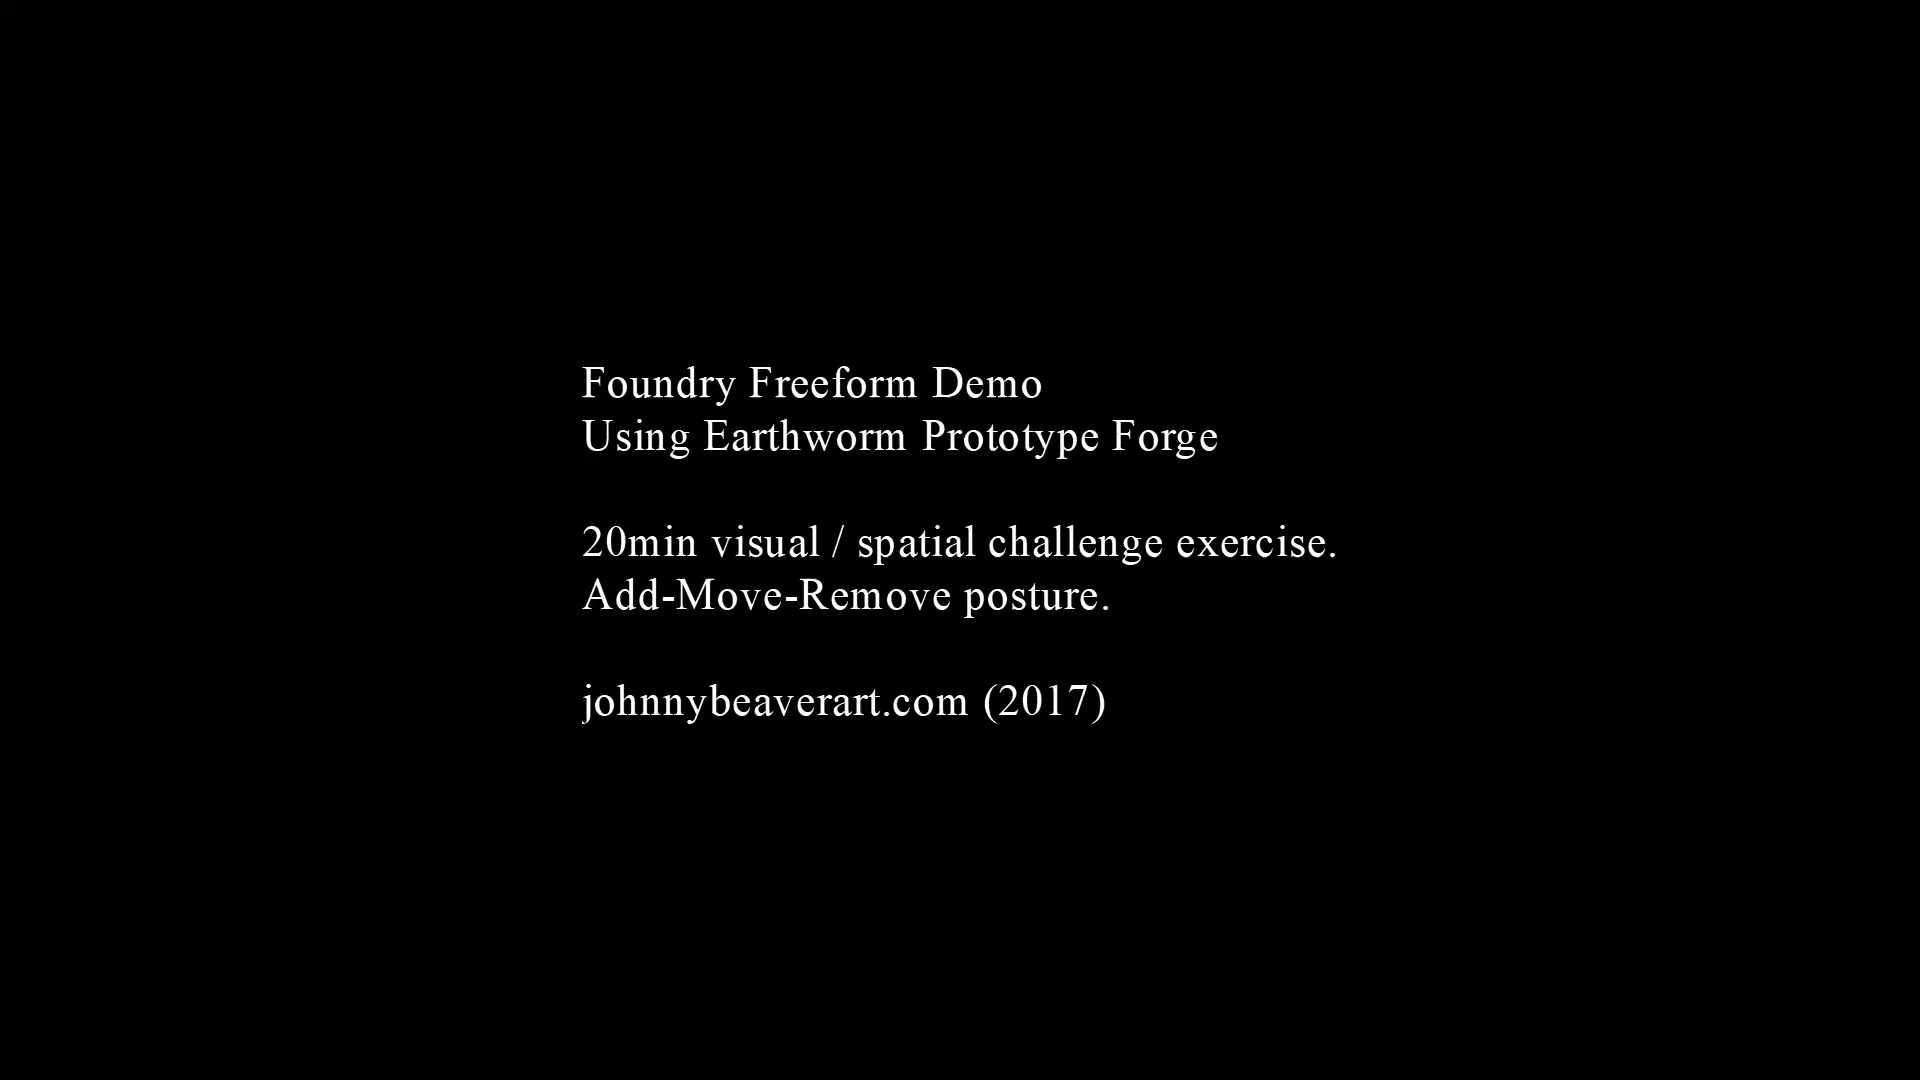 Foundry Freeform Demo
Using Earthworm Prototype Forge
20min visual / spatial challenge exercise.
Add-Move-Remove posture.
johnnybeaverart.com (2017)